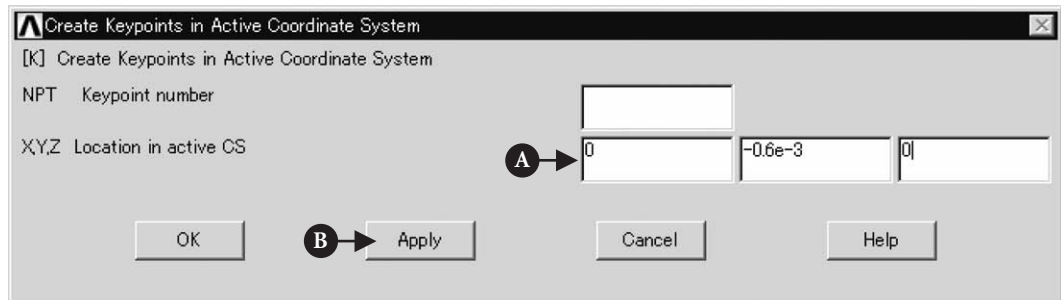 Create Keypoints in Active Coordinate System
[K] Create Keypoints in Active Coordinate System
NPT Keypoint number
X,Y,Z Location in active CS A 0 -0.6e-3 0
OK B Apply Cancel Help